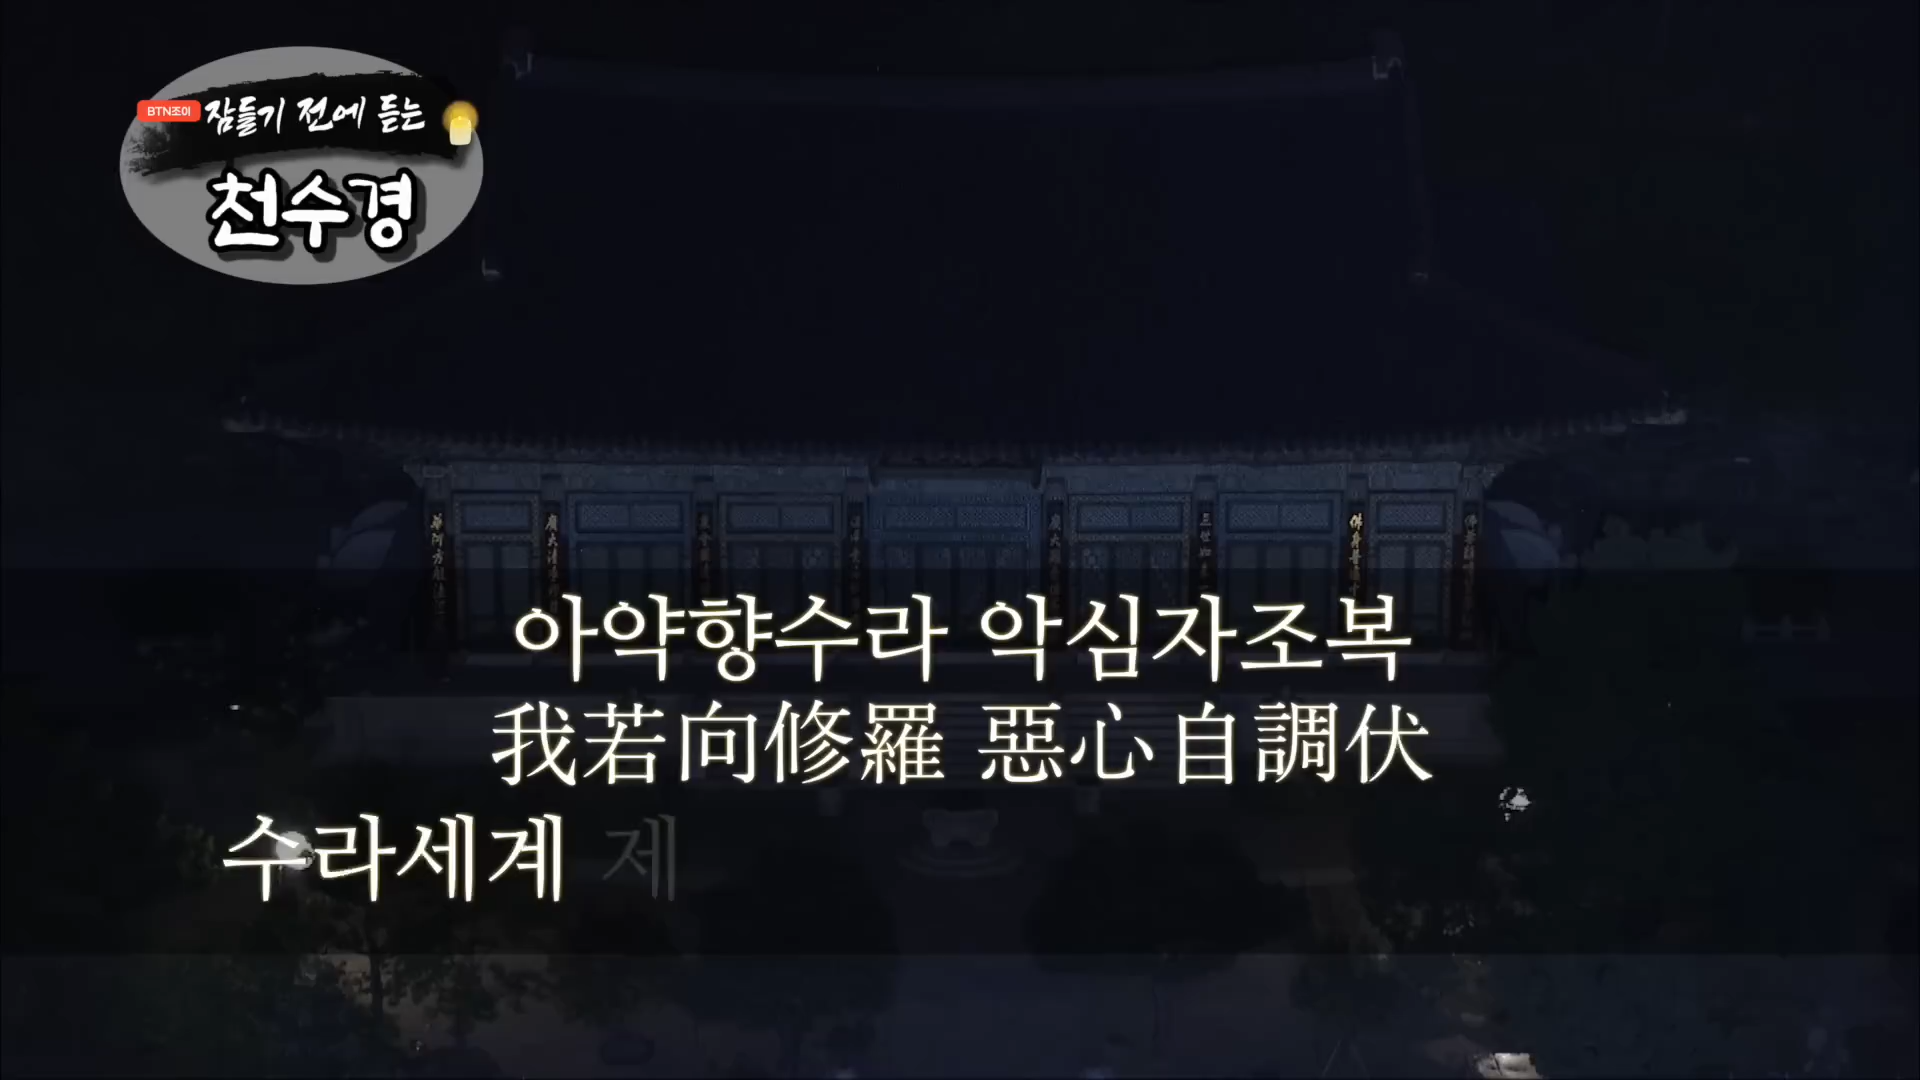 BTN조이 잠들기 전에 듣는
천수경
아약향수라 악심자조복
我若向修羅 惡心自調伏
수라세계 제